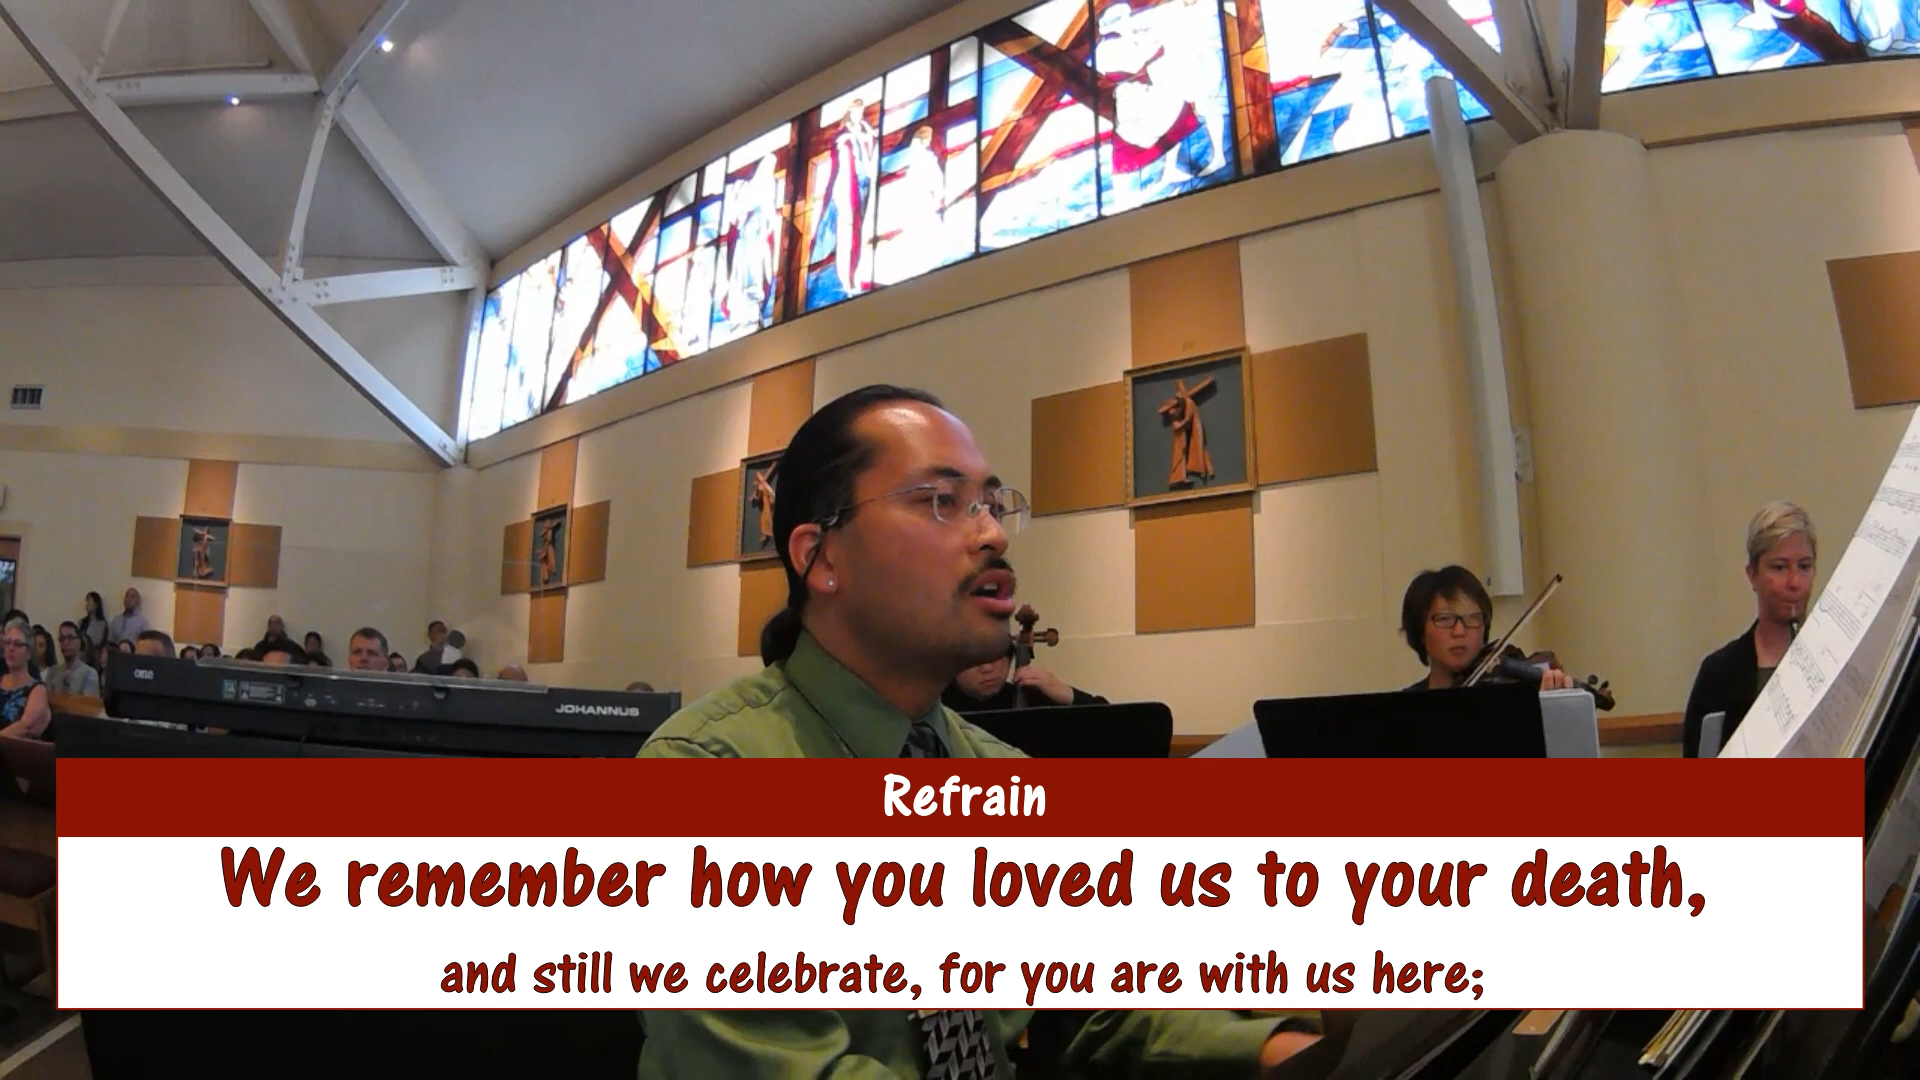 JOHANNUS
Refrain
We remember how you loved us to your death,
and still we celebrate, for you are with us here;